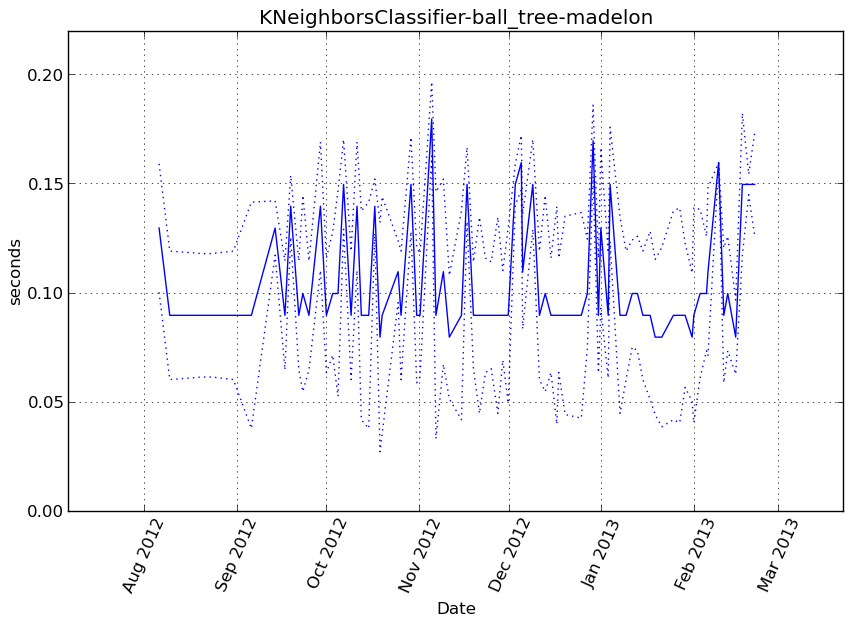 KNeighborsClassifier-ball_tree-madelon
0.20
0.15
0.10
0.05
0.00
seconds
Aug 2012
Sep 2012
Oct 2012
Nov 2012
Dec 2012
Jan 2013
Feb 2013
Mar 2013
Date